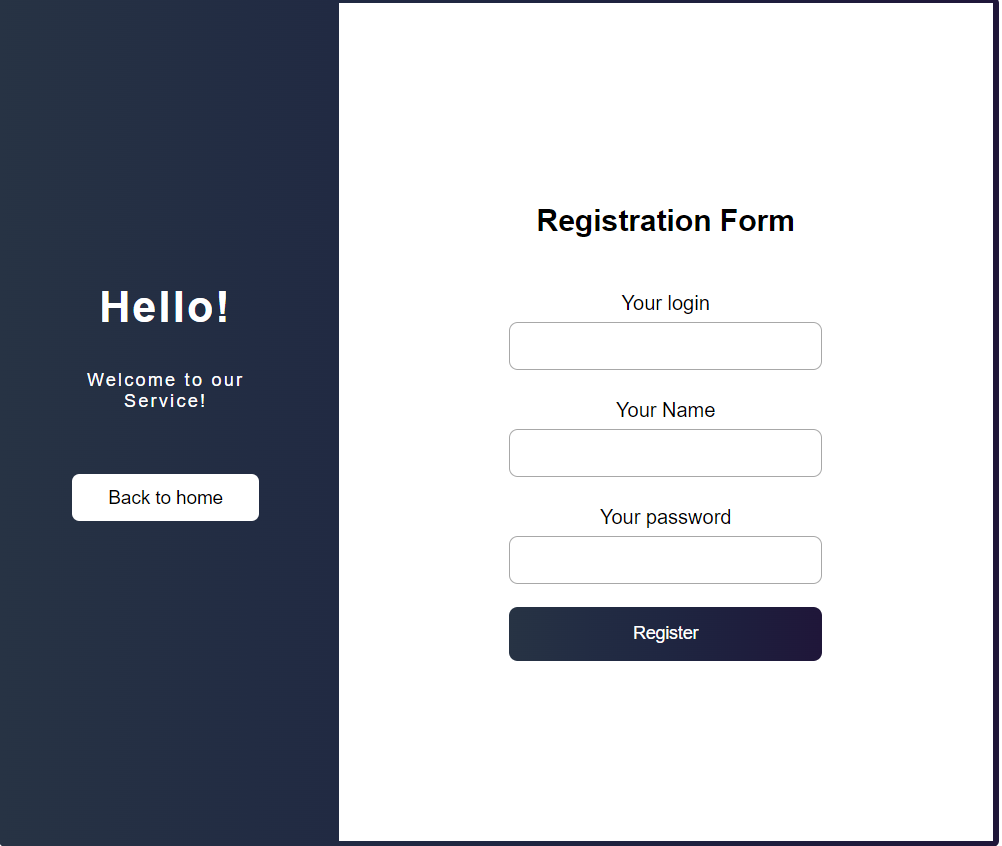 Hello!
Welcome to our
Service!
Back to home
Registration Form
Your login
Your Name
Your password
Register